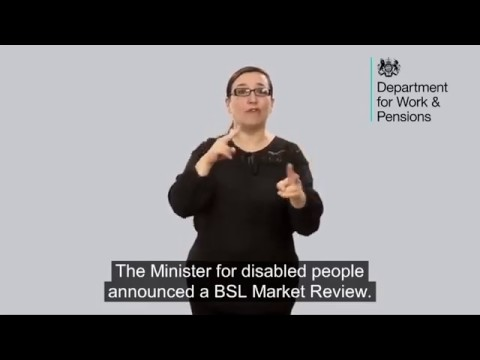 Department
for Work &
Pensions
The Minister for disabled people
announced a BSL Market Review.